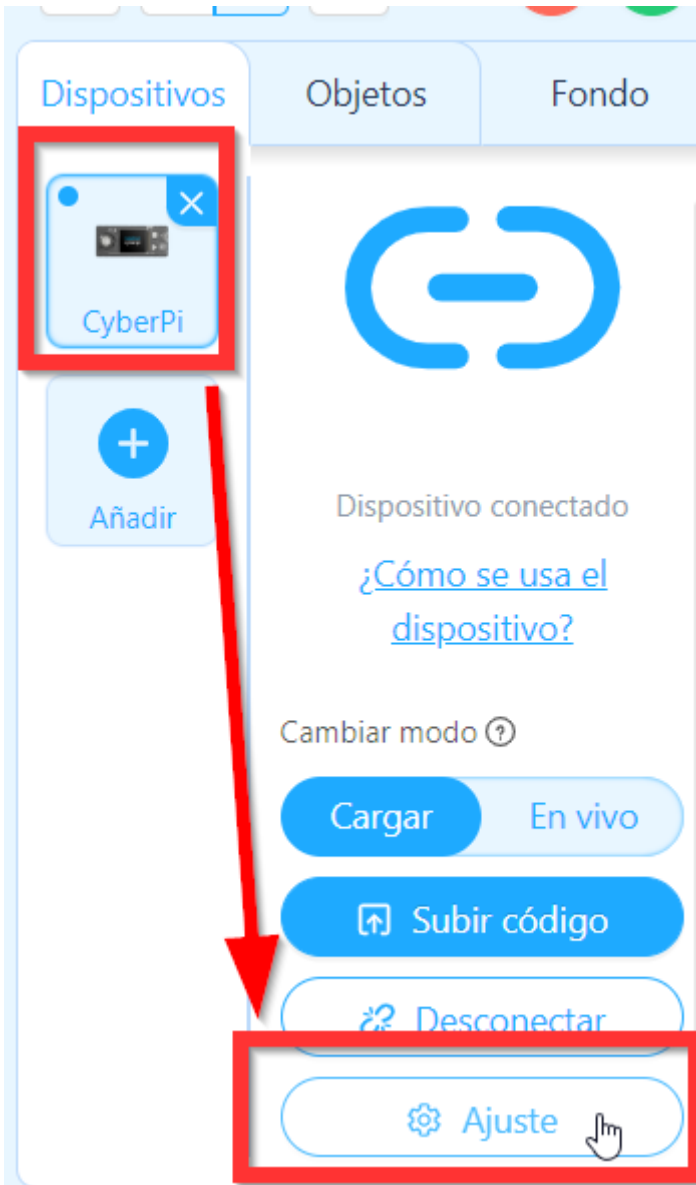 Dispositivos
Objetos
Fondo
CyberPi
Añadir
Dispositivo conectado
¿Cómo se usa el
dispositivo?
Cambiar modo
Cargar
En vivo
Subir código
Desconectar
Ajuste